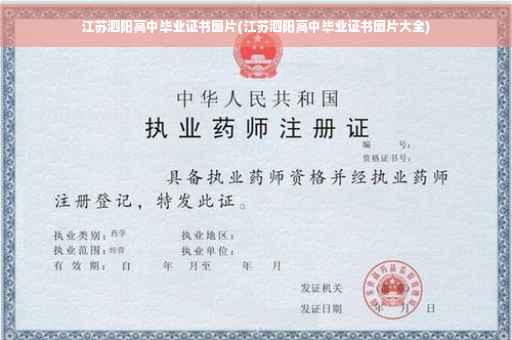 江苏泗阳高中毕业证书图片(江苏泗阳高中毕业证书图片大全)
中华人民共和国
执业药师注册证
编 号:
资格证书号:
具备执业药师资格并经执业药师
注册登记，特发此证。
执业类别: 药学 执业地区:
执业范围: 经营 执业单位:
有 效 期: 自 年 月至 年 月
发证机关
发证日期 年 月 日